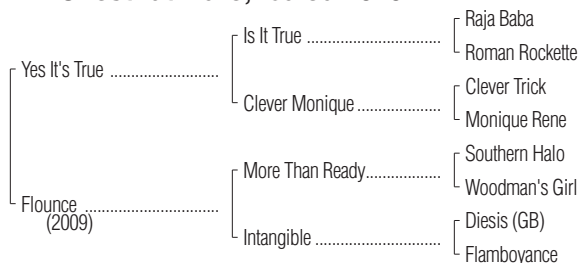 Raja Baba
Is It True
Roman Rockette
Yes It's True
Clever Trick
Clever Monique
Monique Rene
Southern Halo
More Than Ready
Woman's Girl
Flounce
(2009)
Diesis (GB)
Intangible
Flamboyance